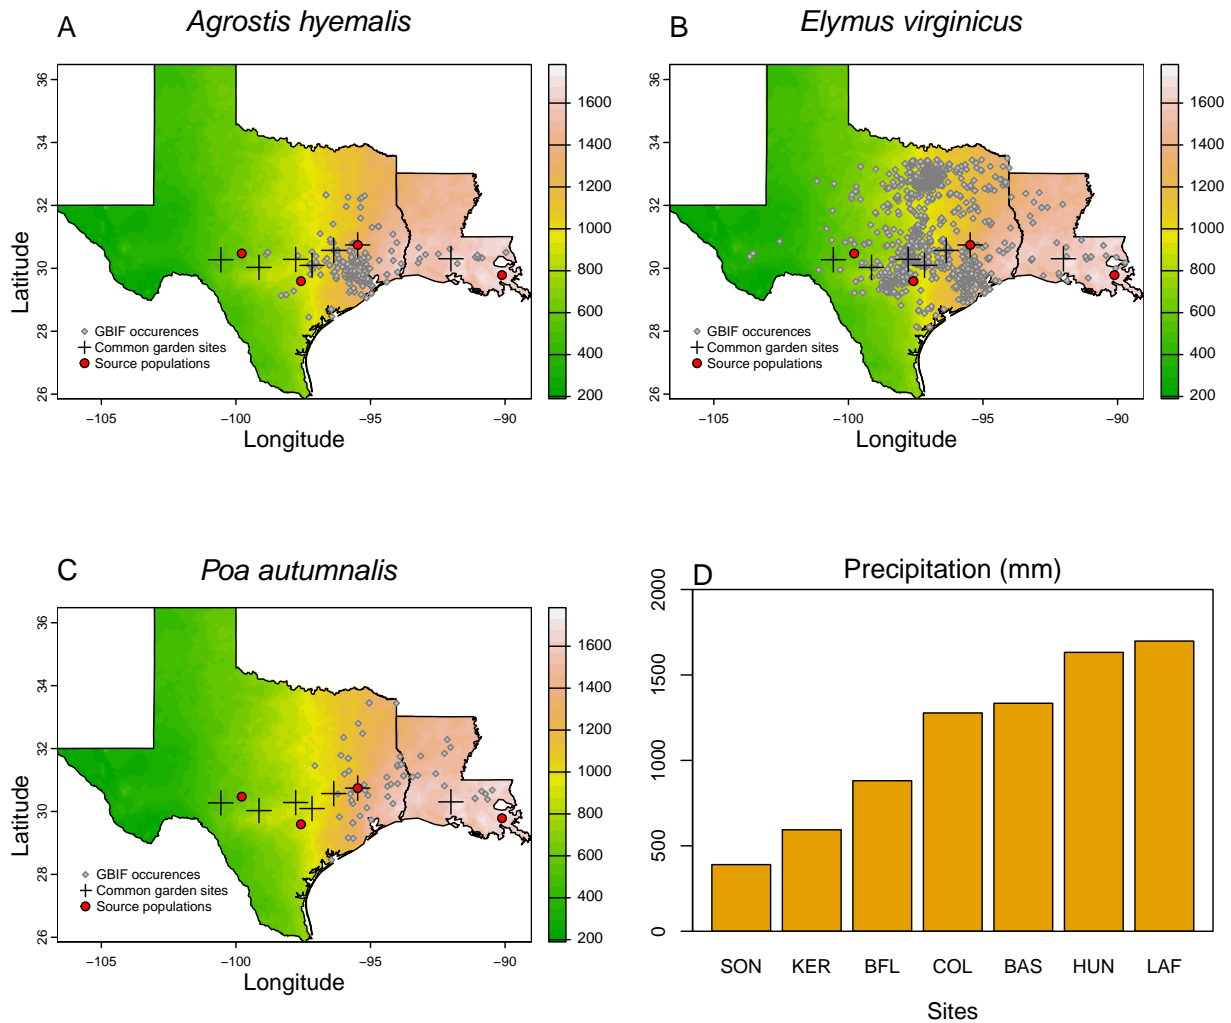 A
Agrostis hyemalis
36
34
32
30
28
26
Latitude
GBIF occurences
Common garden sites
Source populations
−105
−100
−95
−90
Longitude
1600
1400
1200
1000
800
600
400
200
B
Elymus virginicus
36
34
32
30
28
26
Latitude
GBIF occurences
Common garden sites
Source populations
−105
−100
−95
−90
Longitude
1600
1400
1200
1000
800
600
400
200
C
Poa autumnalis
36
34
32
30
28
26
Latitude
GBIF occurences
Common garden sites
Source populations
−105
−100
−95
−90
Longitude
1600
1400
1200
1000
800
600
400
200
D
Precipitation (mm)
2000
1500
1000
500
0
SON KER BFL COL BAS HUN LAF
Sites